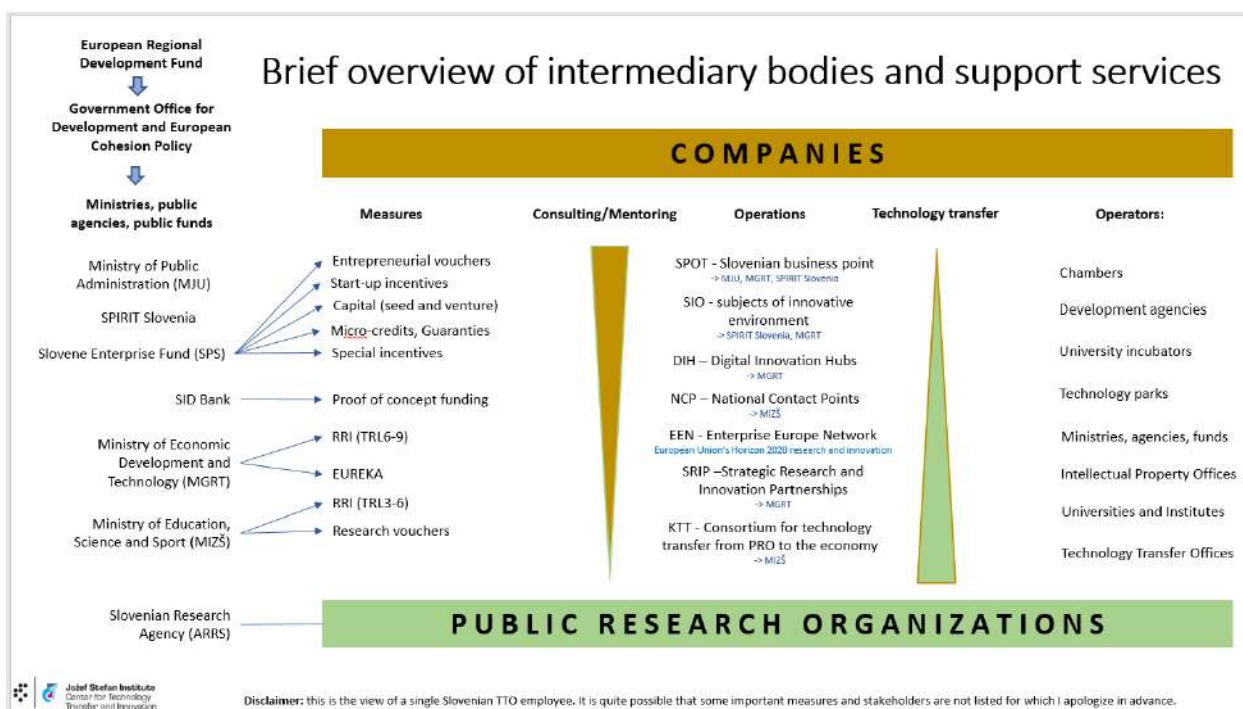 European Regional
Development Fund
Government Office for
Development and European
Cohesion Policy
Ministries, public
agencies, public funds
Ministry of Public
Administration (MJU)
SPIRIT Slovenia
Slovene Enterprise Fund (SPS)
SID Bank
Ministry of Economic
Development and
Technology (MGRT)
Ministry of Education,
Science and Sport (MIZŠ)
Slovenian Research
Agency (ARRS)
Brief overview of intermediary bodies and support services
COMPANIES
Measures
Entrepreneurial vouchers
Start-up incentives
Capital (seed and venture)
Micro-credits, Guaranties
Special incentives
Proof of concept funding
RRI (TRL6-9)
EUREKA
RRI (TRL3-6)
Research vouchers
Consulting/Mentoring
Operations
SPOT - Slovenian business point
-> MJU, MGRT, SPIRIT Slovenia
SIO - subjects of innovative
environment
-> SPIRIT Slovenia, MGRT
DIH - Digital Innovation Hubs
-> MGRT
NCP – National Contact Points
-> MIZŠ
EEN - Enterprise Europe Network
European Union's Horizon 2020 research and innovation
SRIP –Strategic Research and
Innovation Partnerships
-> MGRT
KTT - Consortium for technology
transfer from PRO to the economy
-> MIZŠ
Technology transfer
Operators:
Chambers
Development agencies
University incubators
Technology parks
Ministries, agencies, funds
Intellectual Property Offices
Universities and Institutes
Technology Transfer Offices
PUBLIC RESEARCH ORGANIZATIONS
Jožef Stefan Institute
Center for Technology
Transfer and Innovation
Disclaimer: this is the view of a single Slovenian TTO employee. It is quite possible that some important measures and stakeholders are not listed for which I apologize in advance.